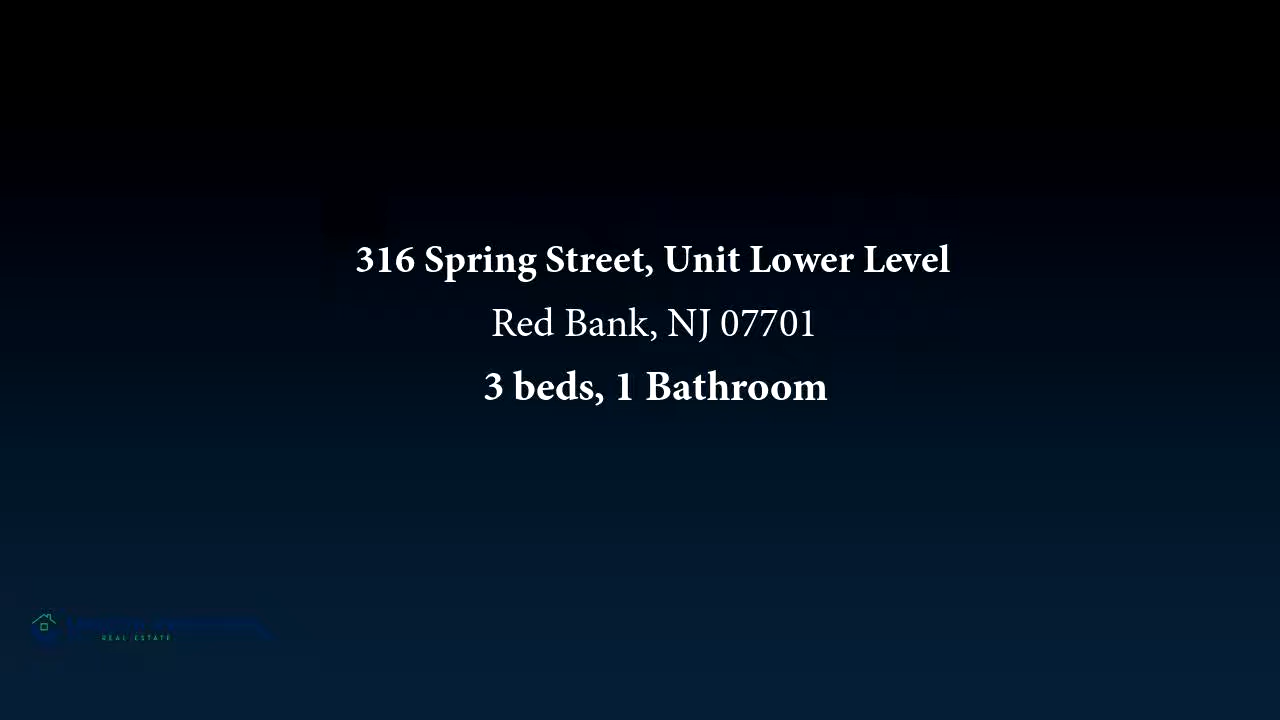 316 Spring Street, Unit Lower Level
Red Bank, NJ 07701
3 beds, 1 Bathroom
REAL ESTATE